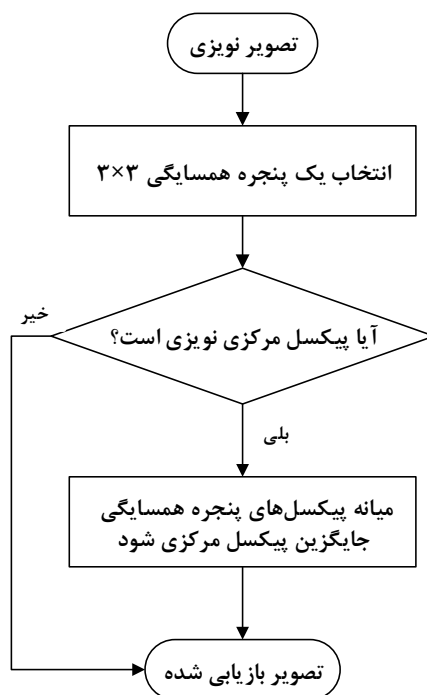 تصویر نویزی
انتخاب یک پنجره همسایگی ۳×۳
آیا پیکسل مرکزی نویزی است؟
خیر
بلی
میانه پیکسل‌های پنجره همسایگی
جایگزین پیکسل مرکزی شود
تصویر بازیابی شده